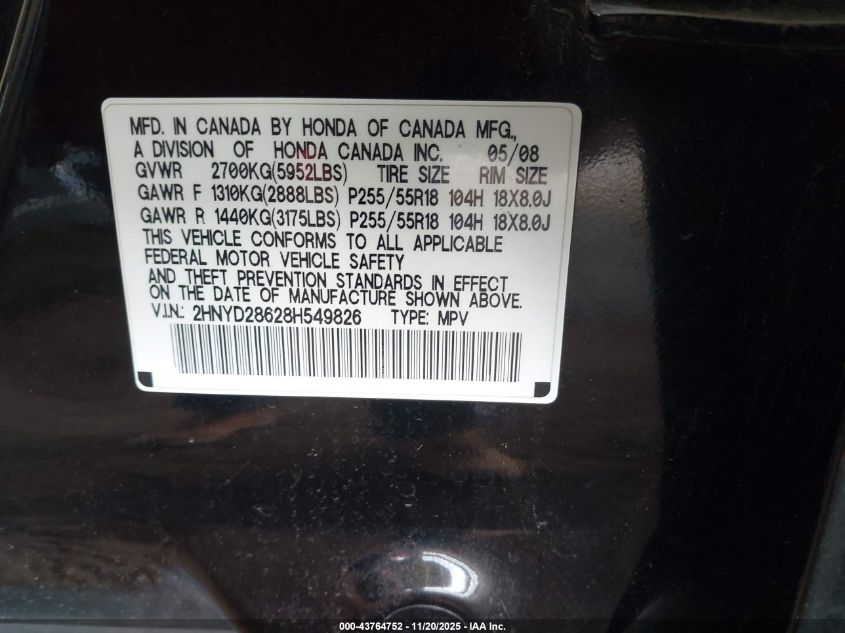 MFD. IN CANADA BY HONDA OF CANADA MFG.,
A DIVISION OF HONDA CANADA INC. 05/08
GVWR 2700KG(5952LBS) TIRE SIZE RIM SIZE
GAWR F 1310KG(2888LBS) P255/55R18 104H 18X8.0J
GAWR R 1440KG(3175LBS) P255/55R18 104H 18X8.0J
THIS VEHICLE CONFORMS TO ALL APPLICABLE
FEDERAL MOTOR VEHICLE SAFETY
AND THEFT PREVENTION STANDARDS IN EFFECT
ON THE DATE OF MANUFACTURE SHOWN ABOVE.
V.I.N.: 2HNYD28628H549826 TYPE: MPV
000-43764752 - 11/20/2025 - IAA Inc.